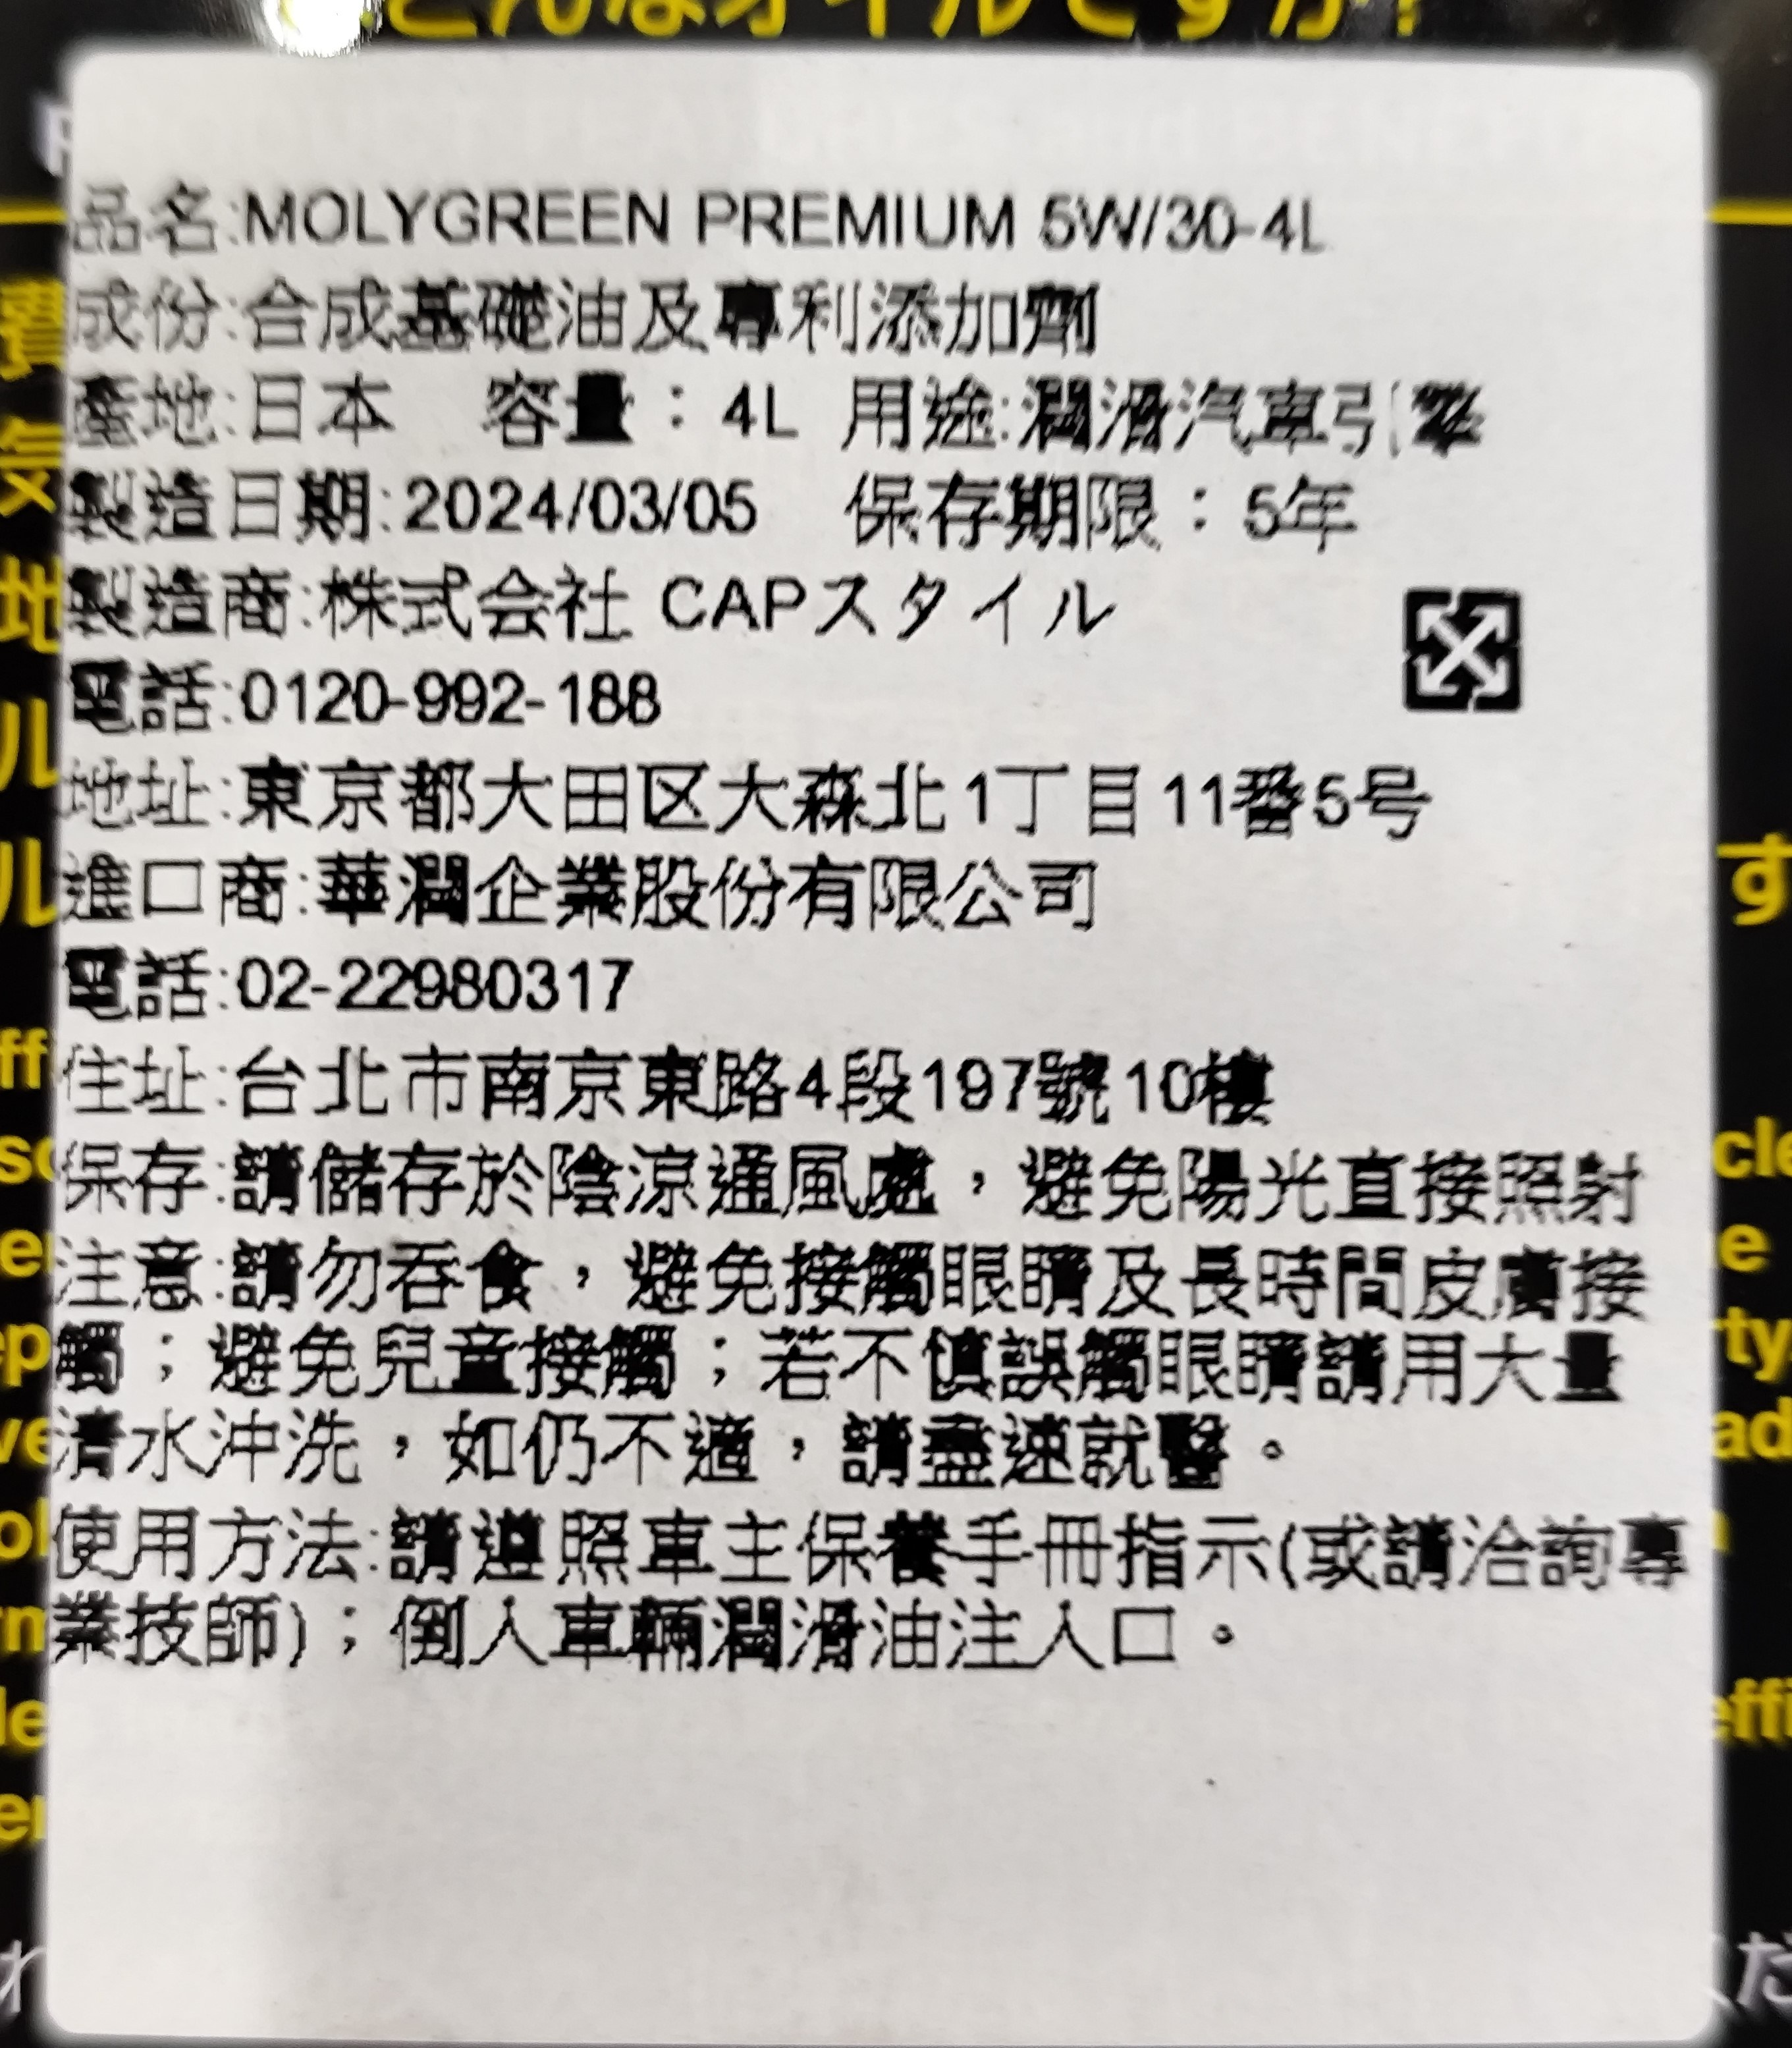 どんなオイルですか？
品名:MOLYGREEN PREMIUM 5W/30-4L
成份:合成基礎油及專利添加劑
產地:日本 容量：4L 用途:潤滑汽車引擎
製造日期:2024/03/05 保存期限：5年
製造商:株式会社 CAPスタイル
電話:0120-992-188
地址:東京都大田区大森北1丁目11番5号
進口商:華潤企業股份有限公司
電話:02-22980317
住址:台北市南京東路4段197號10樓
保存:請儲存於陰涼通風處，避免陽光直接照射
注意:請勿吞食，避免接觸眼睛及長時間皮膚接
觸；避免兒童接觸；若不慎誤觸眼睛請用大量
清水沖洗，如仍不適，請盡速就醫。
使用方法:請遵照車主保養手冊指示(或請洽詢專
業技師)；倒入車輛潤滑油注入口。